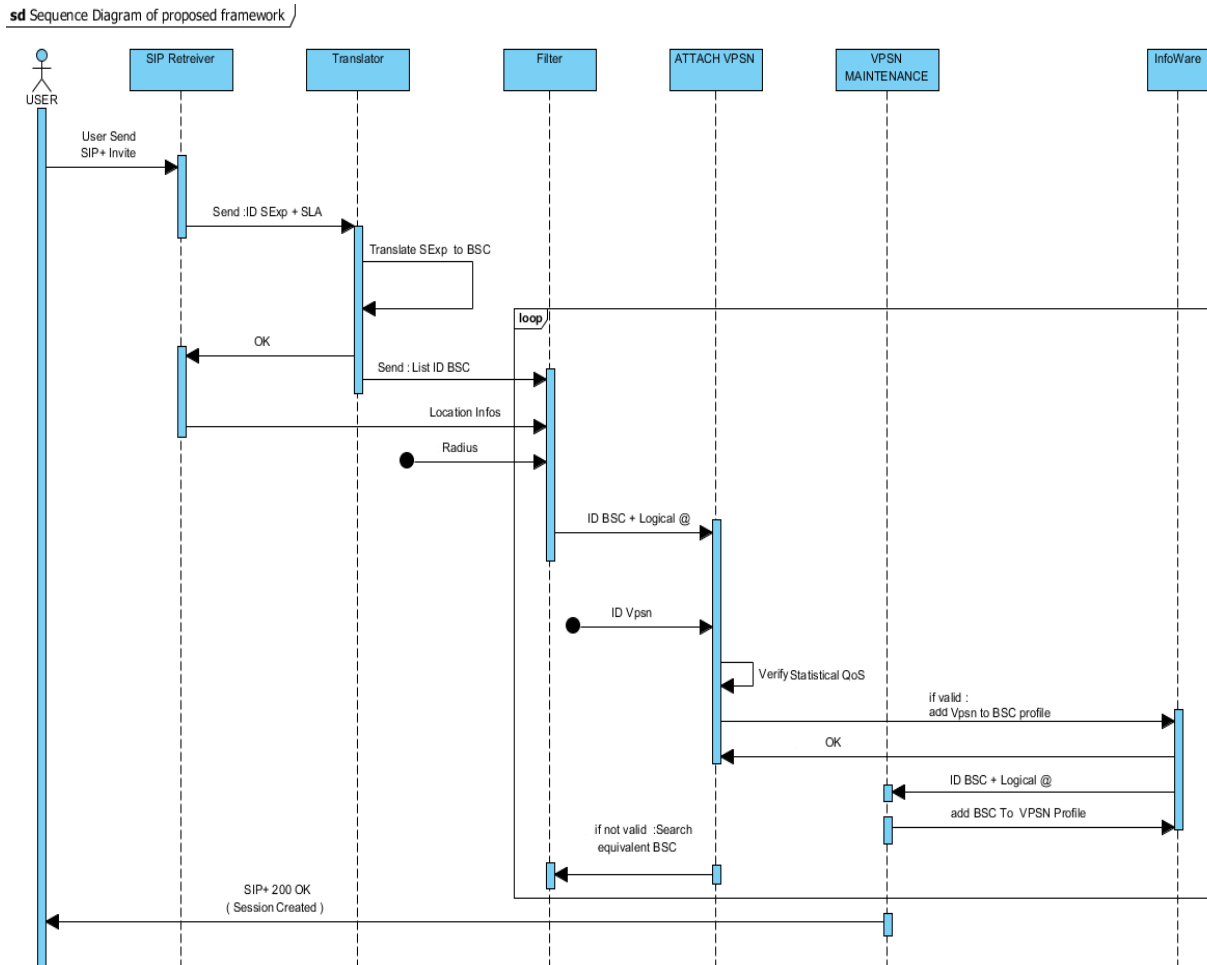 sd Sequence Diagram of proposed framework
SIP Retreiver
Translator
Filter
ATTACH VPSN
VPSN
MAINTENANCE
InfoWare
USER
User Send
SIP+ Invite
Send :ID SExp + SLA
Translate SExp to BSC
loop
OK
Send : List ID BSC
Location Infos
Radius
ID BSC + Logical @
ID Vpsn
Verify Statistical QoS
if valid :
add Vpsn to BSC profile
OK
ID BSC + Logical @
add BSC To VPSN Profile
if not valid :Search
equivalent BSC
SIP+ 200 OK
( Session Created )